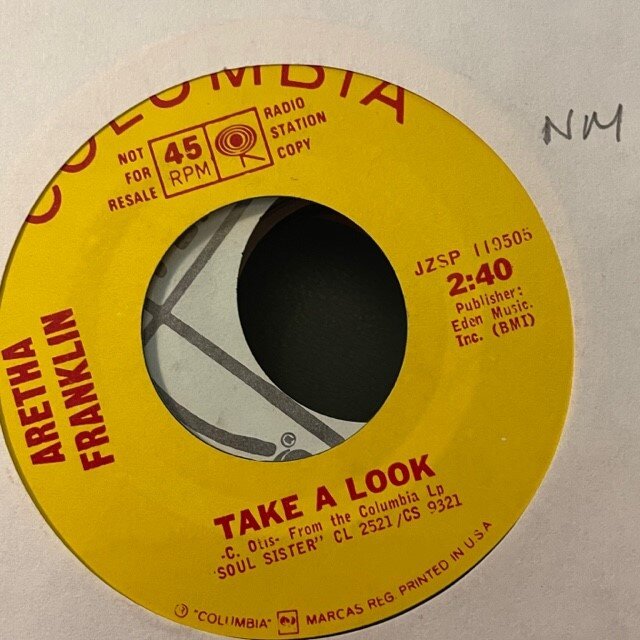 COLUMBIA
NOT
FOR
RESALE
45
RPM
RADIO
STATION
COPY
NM
JZSP 119505
2:40
Publisher:
Eden Music.
Inc. (BMI)
ARETHA
FRANKLIN
TAKE A LOOK
-C. Otis- From the Columbia Lp
"SOUL SISTER" CL 2521/CS 9321
"COLUMBIA" MARCAS REG. PRINTED IN U.S.A